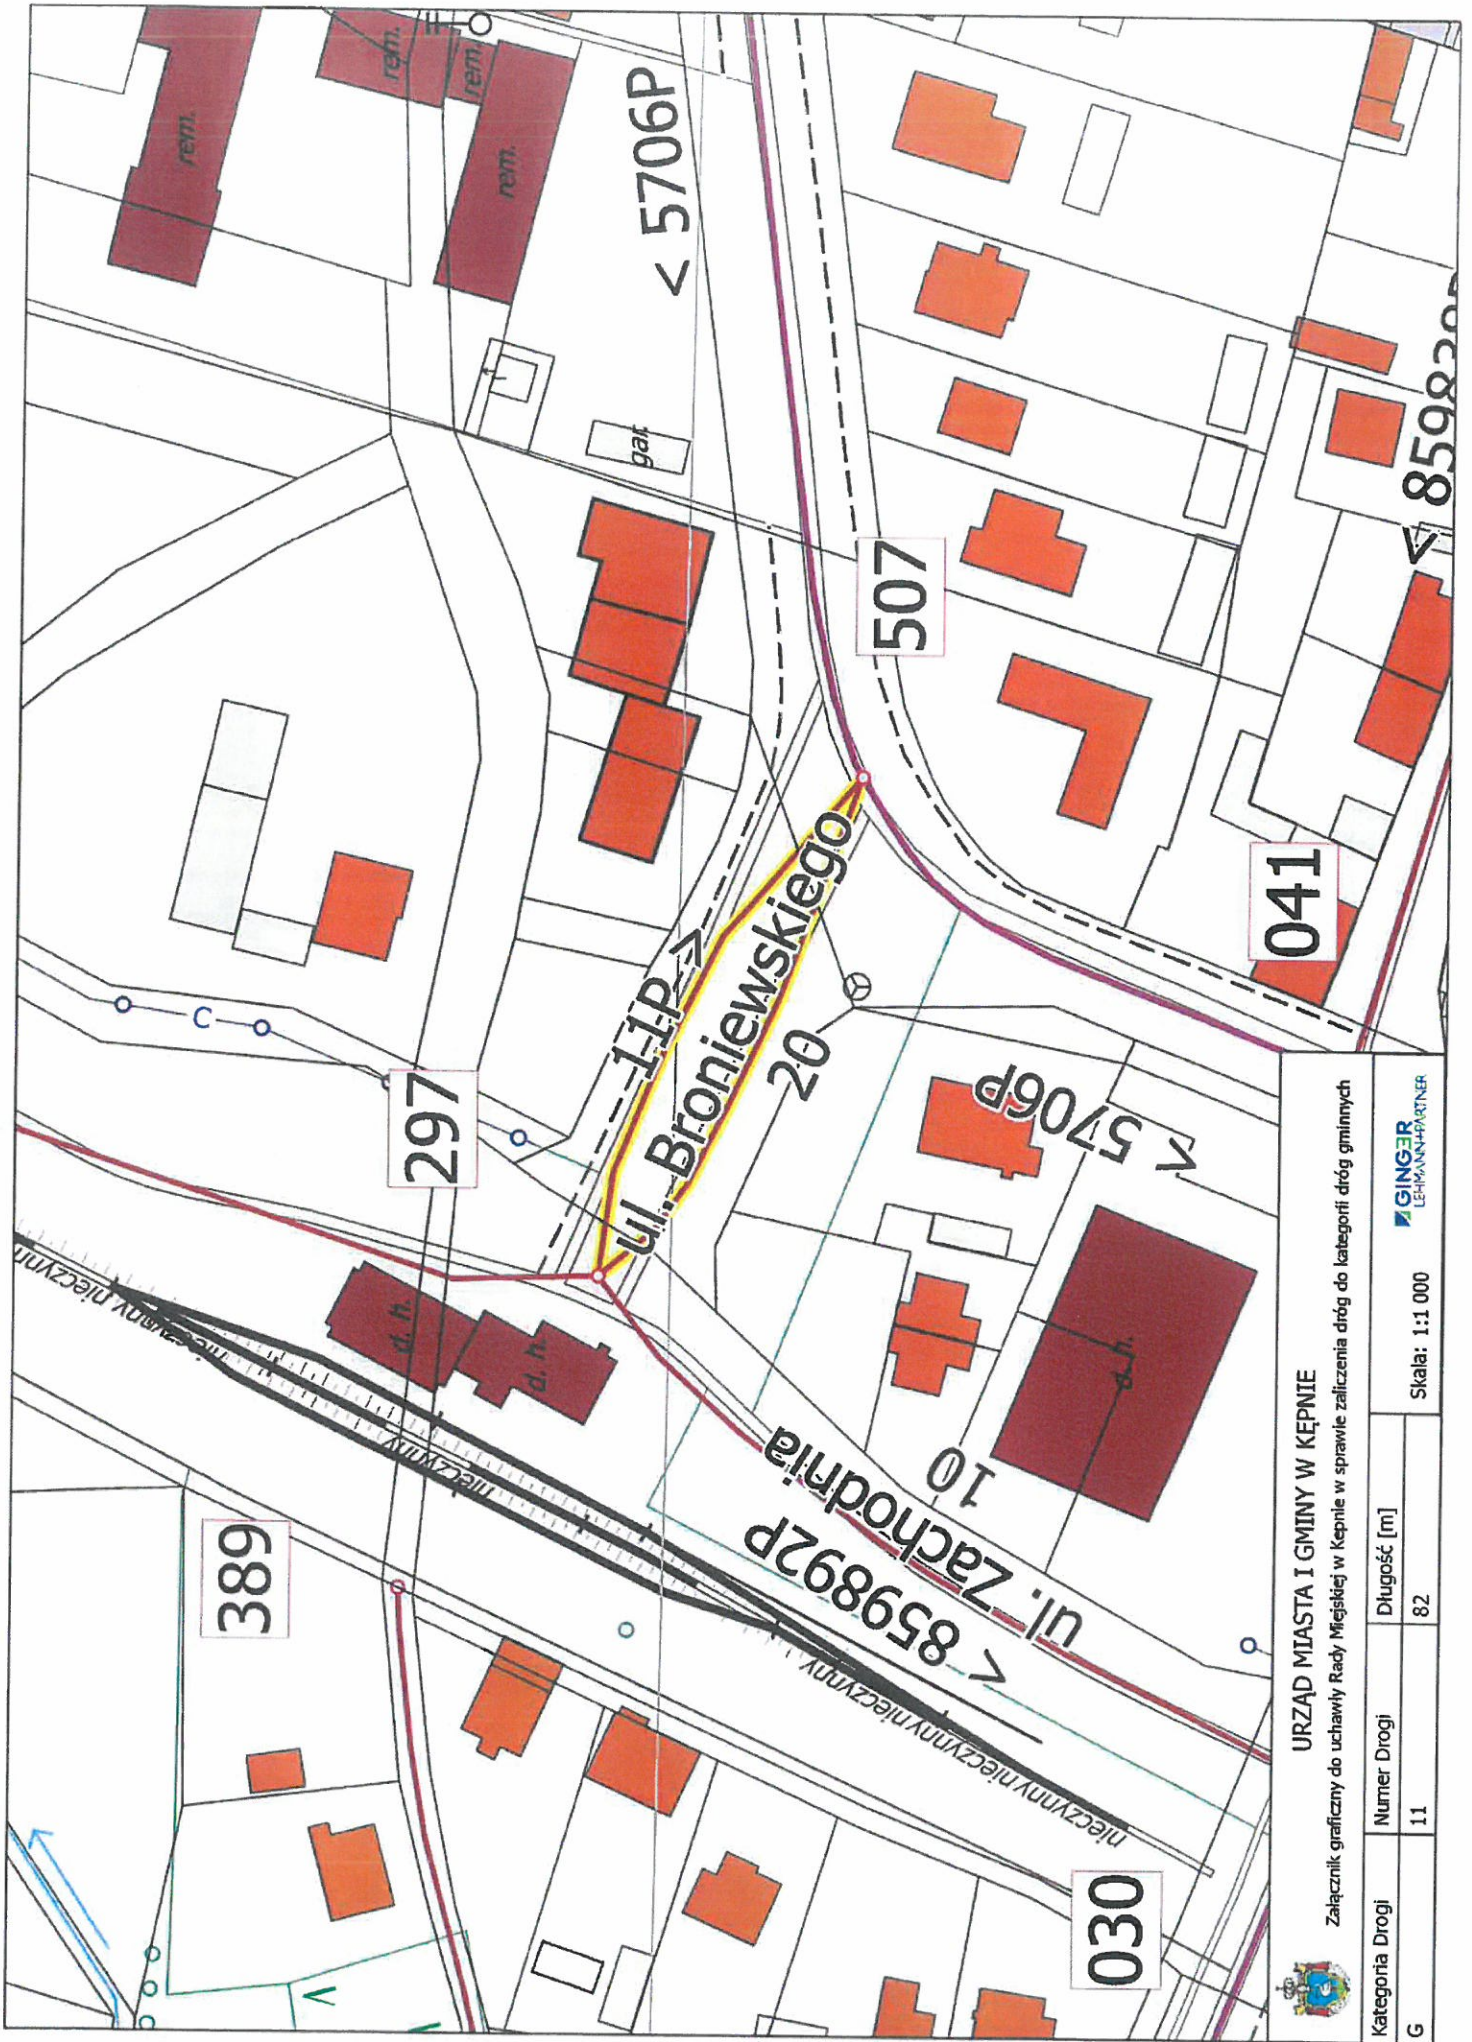 rem.
rem.
rem.
rem.
< 5706P
gar.
507
C
297
11P >
ul. Broniewskiego
20
041
< 5706P
d. h.
d. h.
d. h.
10
ul. Zachodnia
< 859892P
389
nieczynny
nieczynny
nieczynny
nieczynny
nieczynny
nieczynny
nieczynny
nieczynny
030
V
URZĄD MIASTA I GMINY W KĘPNIE
Załącznik graficzny do uchawły Rady Miejskiej w Kępnie w sprawie zaliczenia dróg do kategorii dróg gminnych
Kategoria Drogi Numer Drogi Długość [m]
G 11 82 Skala: 1:1 000
GINGER
LEHMANN+PARTNER